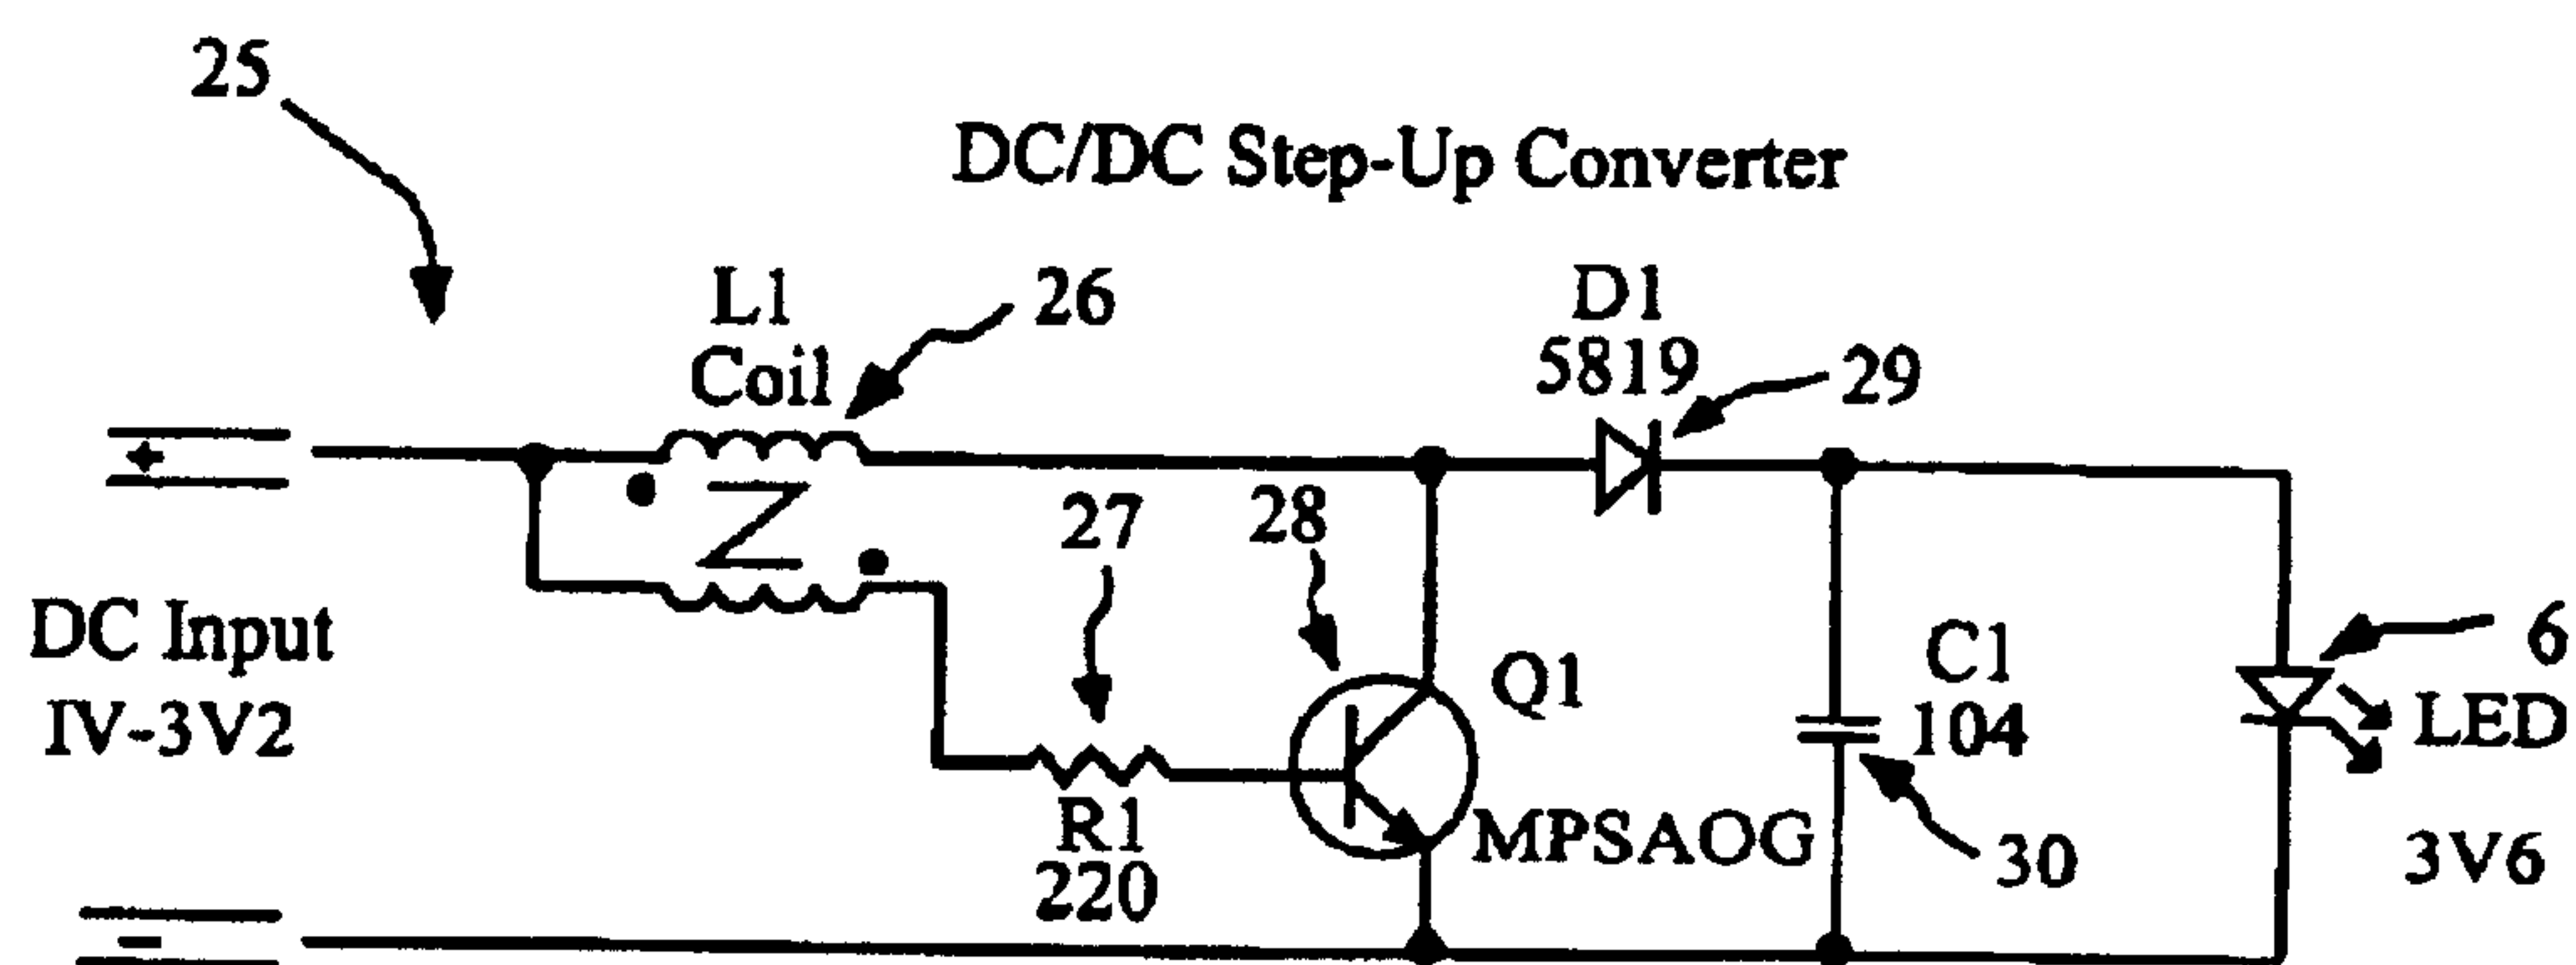 25
DC/DC Step-Up Converter
L1
Coil
26
D1
5819
29
+
27
28
DC Input
IV-3V2
R1
220
Q1
MPSAOG
C1
104
30
6
LED
3V6
-